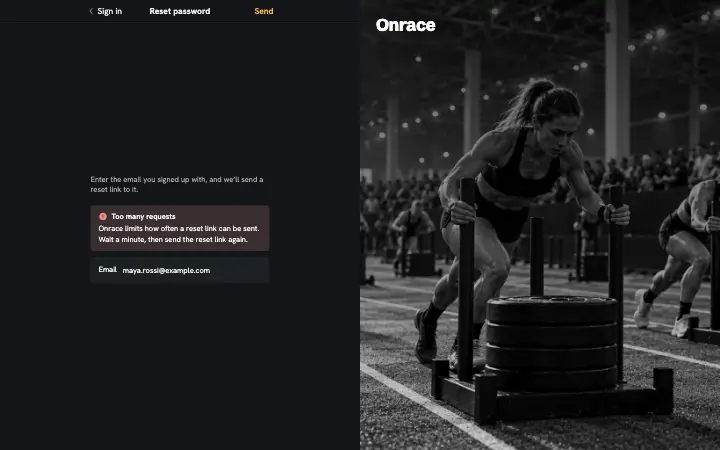 Sign in
Reset password
Send
Onrace
Enter the email you signed up with, and we'll send a
reset link to it.
Too many requests
Onrace limits how often a reset link can be sent.
Wait a minute, then send the reset link again.
Email maya.rossi@example.com